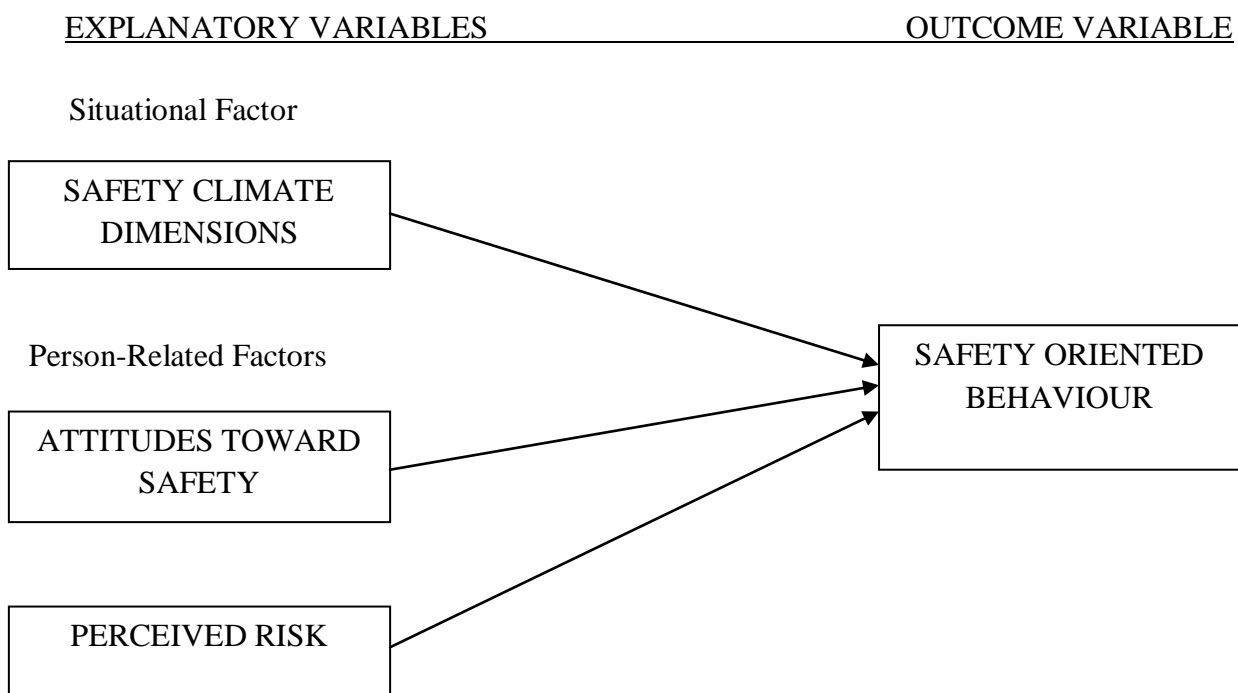 EXPLANATORY VARIABLES OUTCOME VARIABLE
Situational Factor
SAFETY CLIMATE
DIMENSIONS
Person-Related Factors
ATTITUDES TOWARD
SAFETY
PERCEIVED RISK
SAFETY ORIENTED
BEHAVIOUR